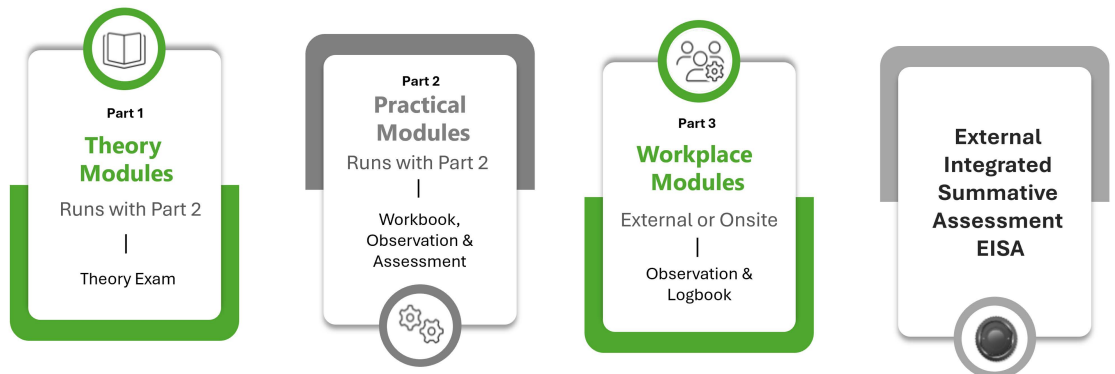 Part 1
Theory
Modules
Runs with Part 2
Theory Exam
Part 2
Practical
Modules
Runs with Part 2
Workbook,
Observation &
Assessment
Part 3
Workplace
Modules
External or Onsite
Observation &
Logbook
External
Integrated
Summative
Assessment
EISA